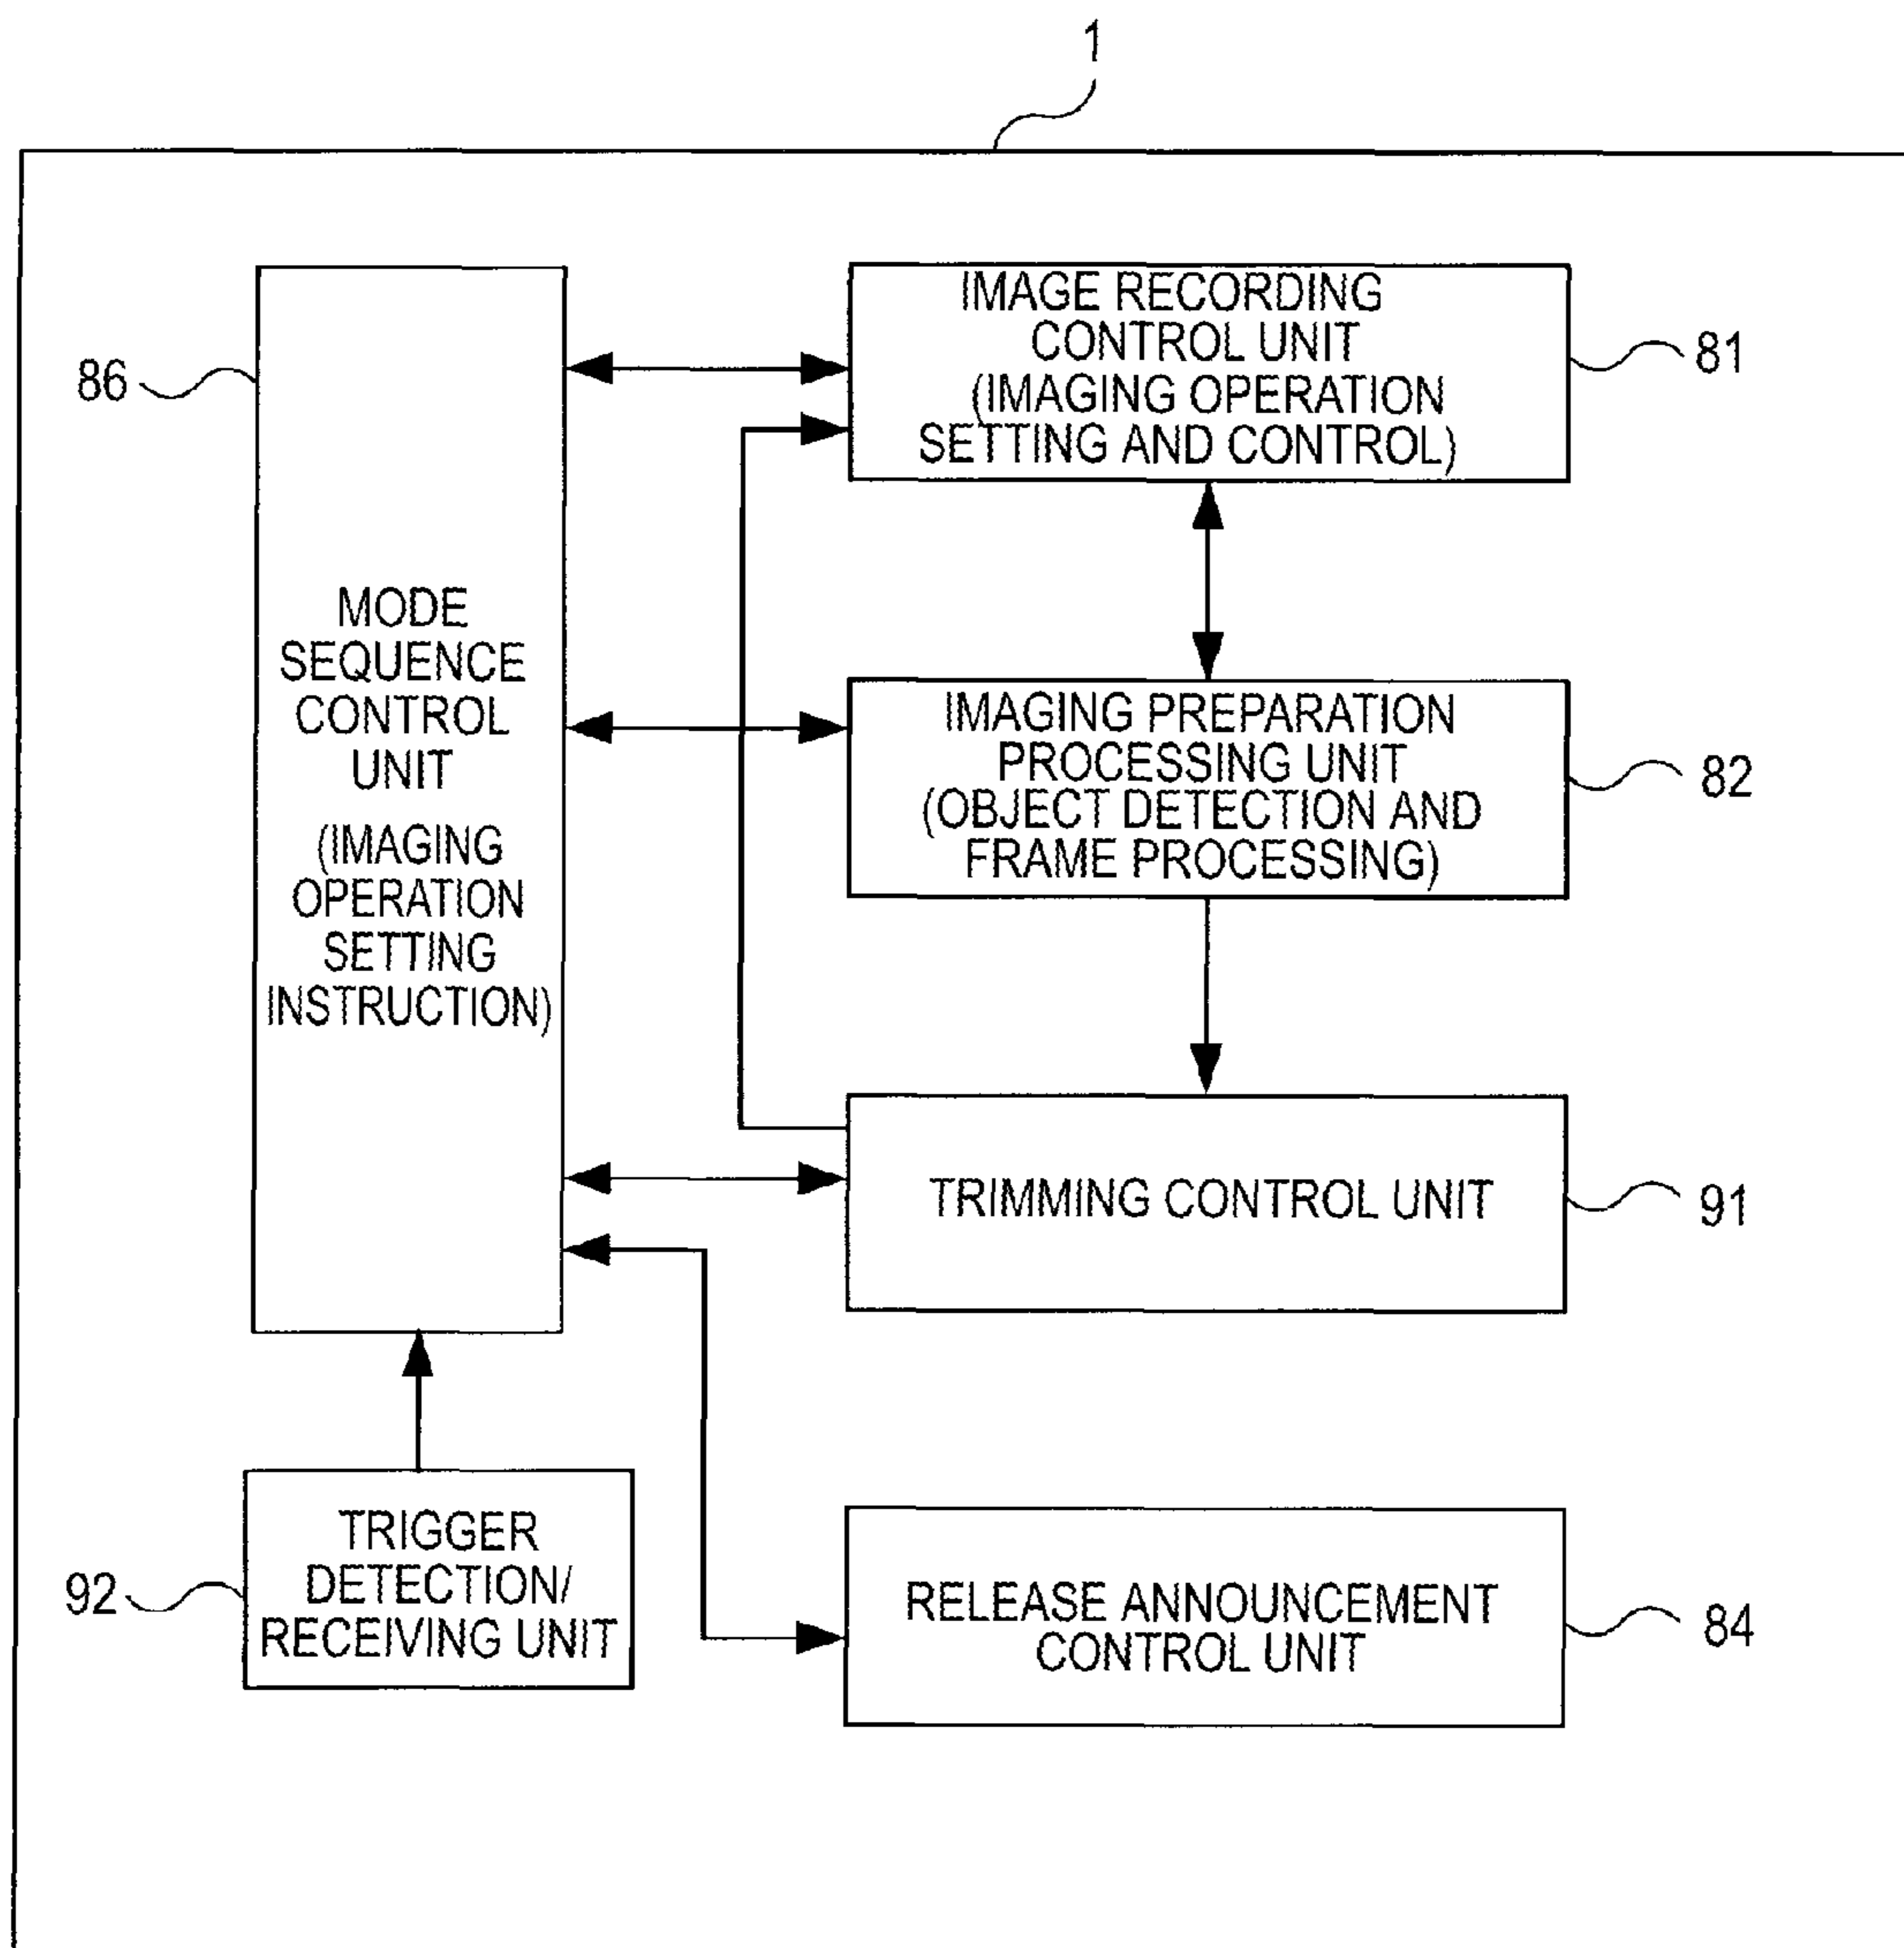 1
86
MODE
SEQUENCE
CONTROL
UNIT
(IMAGING
OPERATION
SETTING
INSTRUCTION)
IMAGE RECORDING
CONTROL UNIT
(IMAGING OPERATION
SETTING AND CONTROL)
81
IMAGING PREPARATION
PROCESSING UNIT
(OBJECT DETECTION AND
FRAME PROCESSING)
82
TRIMMING CONTROL UNIT
91
92
TRIGGER
DETECTION/
RECEIVING UNIT
RELEASE ANNOUNCEMENT
CONTROL UNIT
84